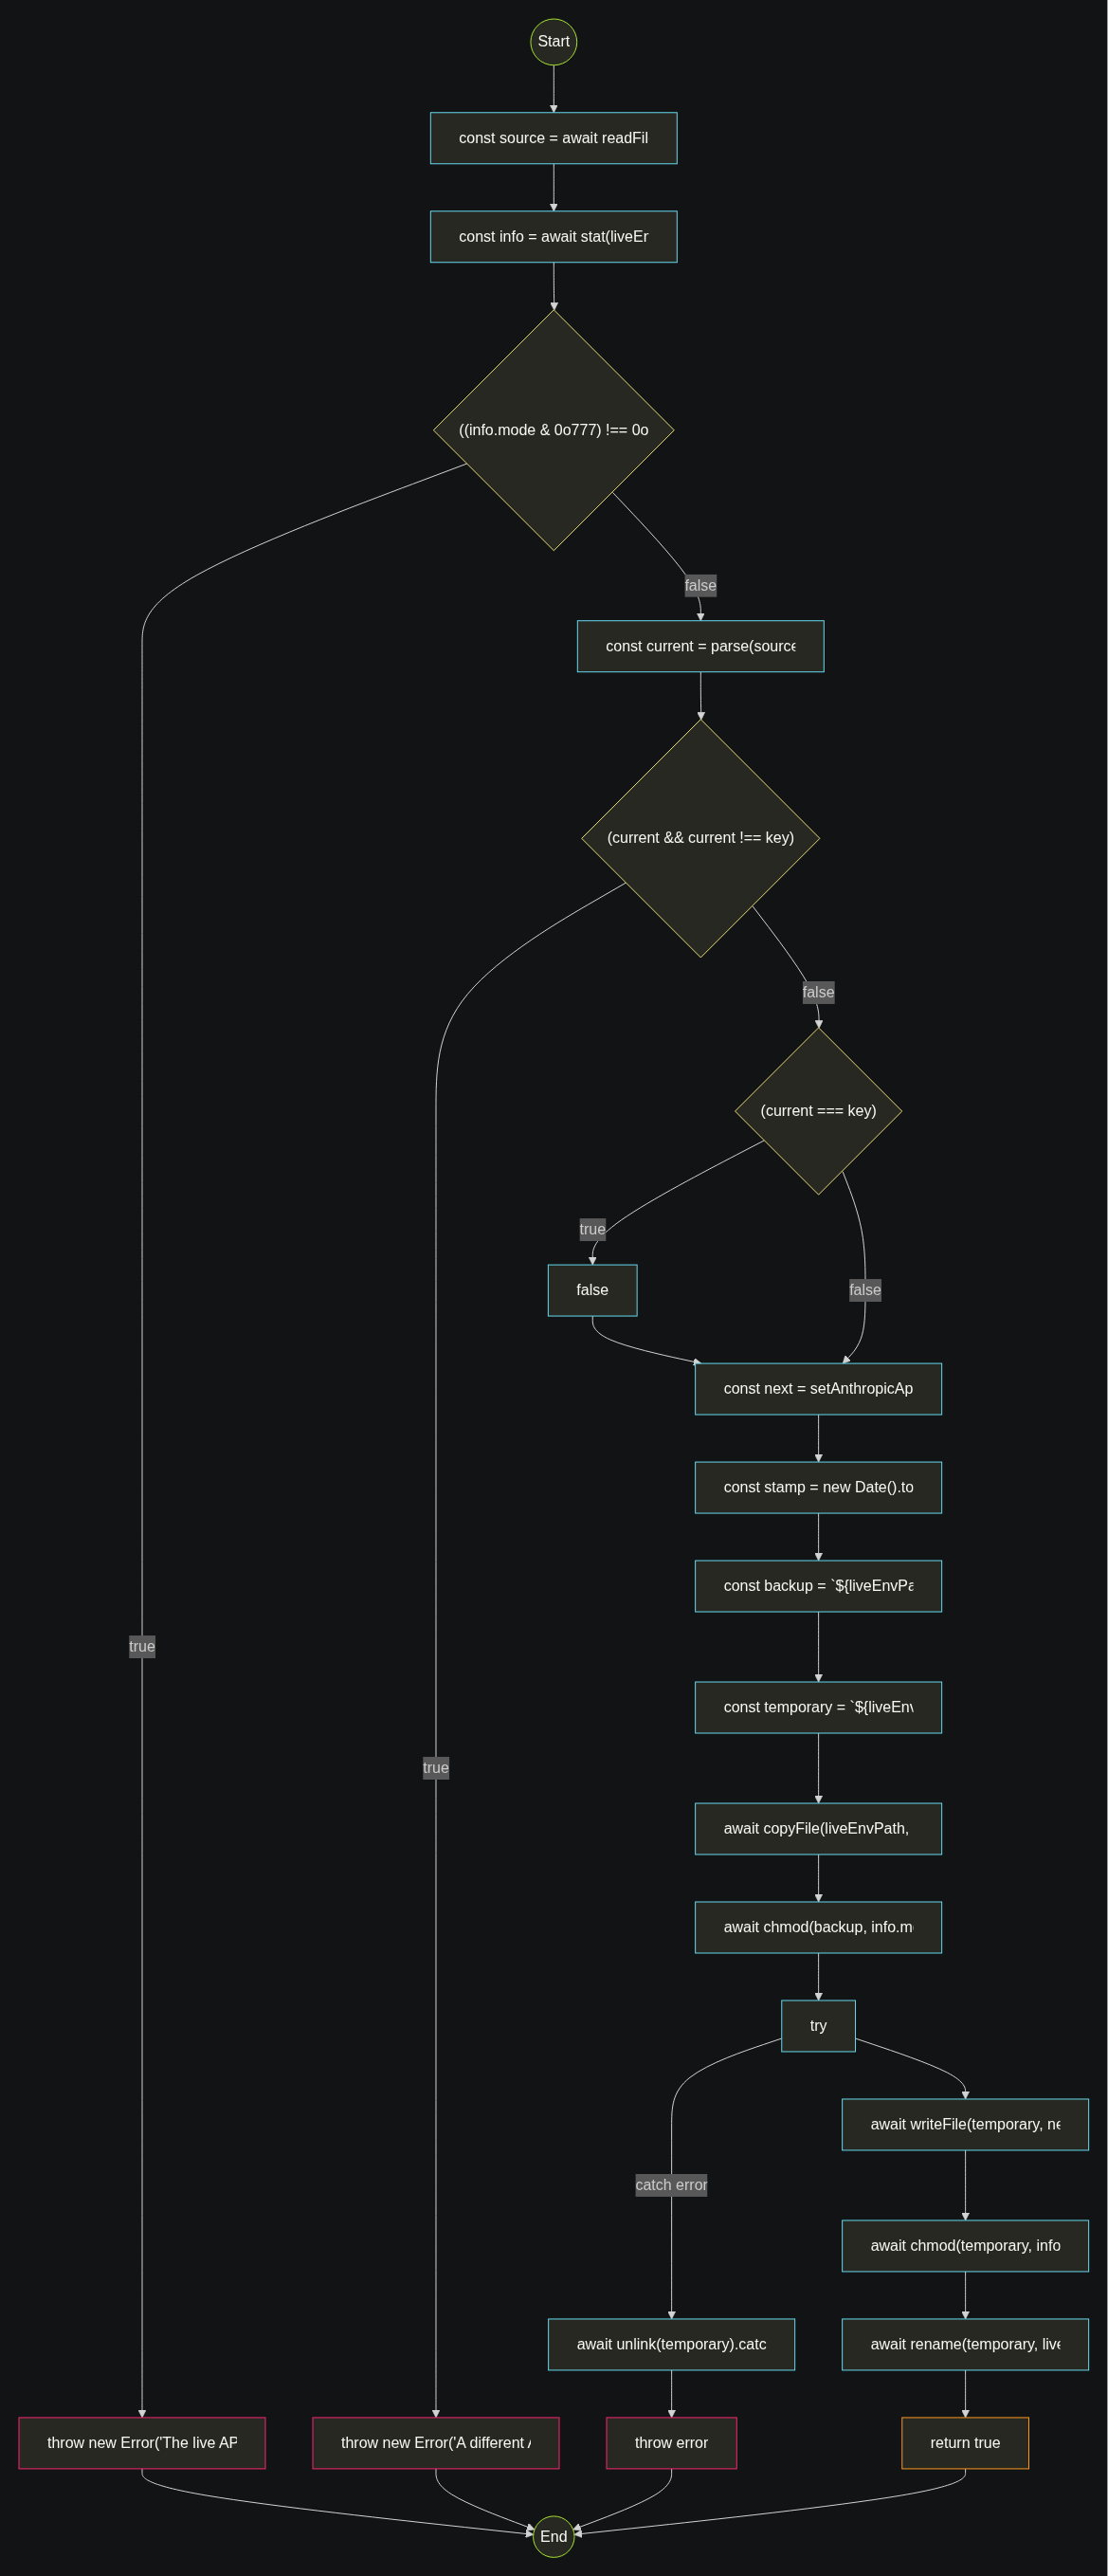 Start
const source = await readFil
const info = await stat(liveEr
((info.mode & 0o777) !== 0o
false
const current = parse(source
(current && current !== key)
false
(current === key)
true
false
false
const next = setAnthropicAp
const stamp = new Date().to
const backup = `${liveEnvPa
true
const temporary = `${liveEnv
true
await copyFile(liveEnvPath,
await chmod(backup, info.m
try
await writeFile(temporary, ne
catch error
await chmod(temporary, info
await unlink(temporary).catc
await rename(temporary, live
throw new Error('The live AP
throw new Error('A different A
throw error
return true
End